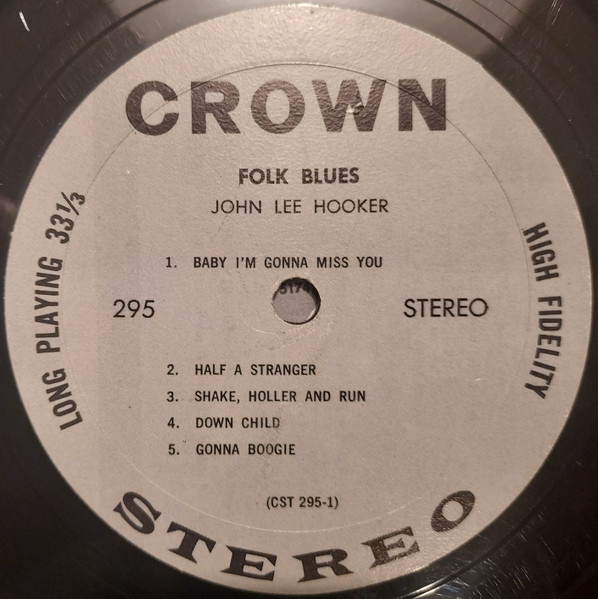 CROWN
FOLK BLUES
JOHN LEE HOOKER
1. BABY I'M GONNA MISS YOU
295
STEREO
2. HALF A STRANGER
3. SHAKE, HOLLER AND RUN
4. DOWN CHILD
5. GONNA BOOGIE
(CST 295-1)
LONG PLAYING 33⅓
HIGH FIDELITY
STEREO